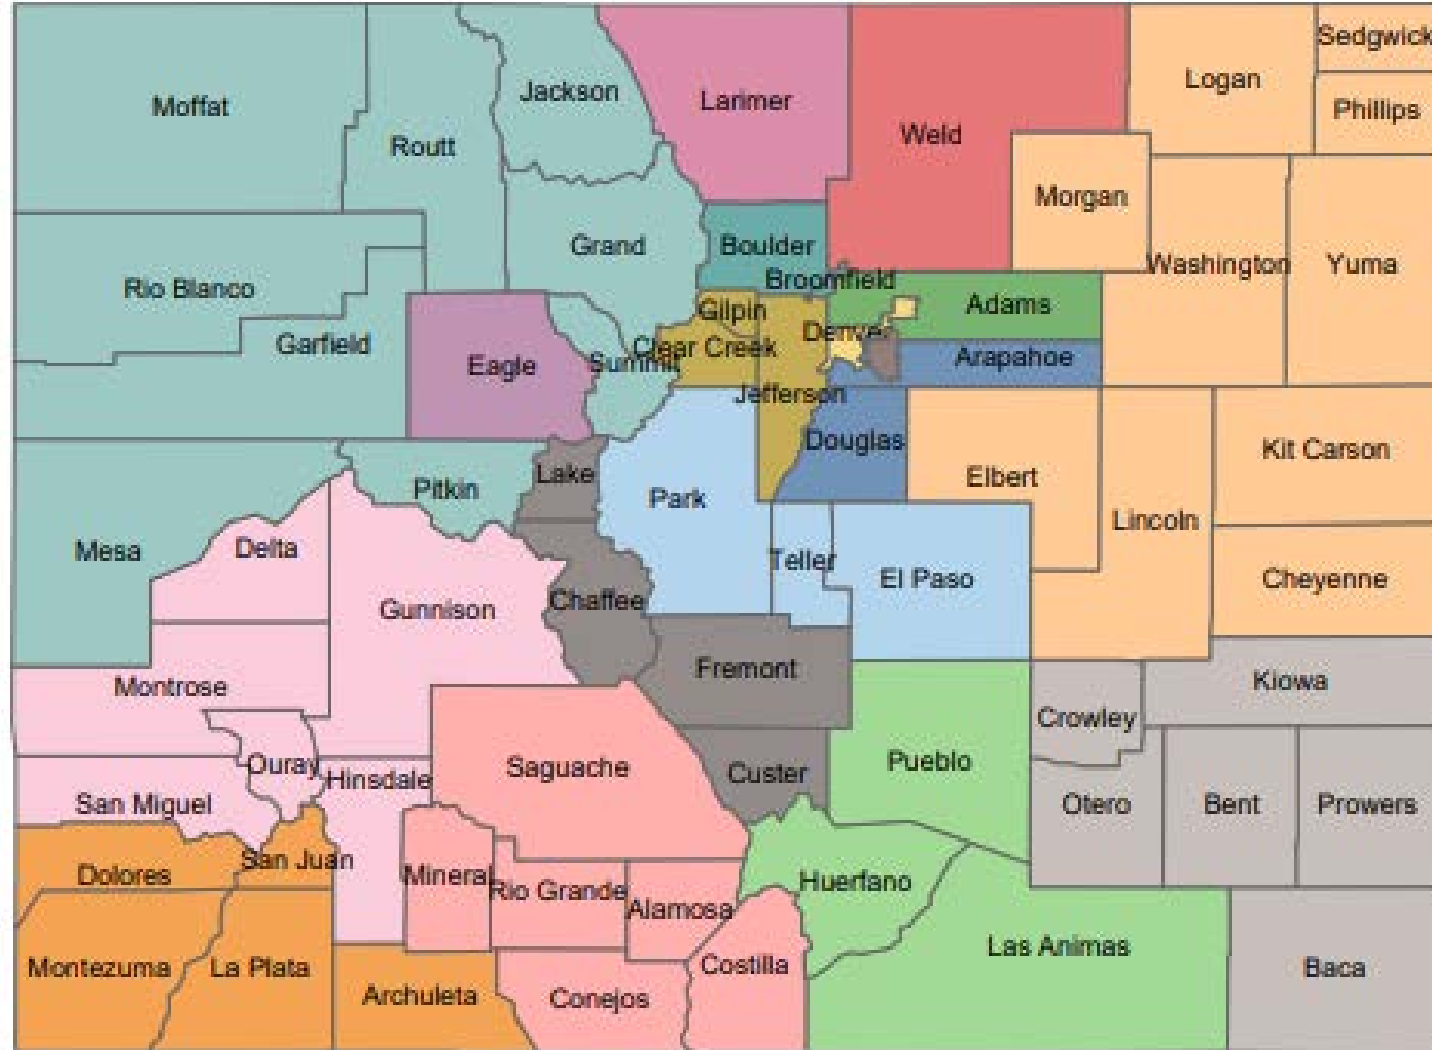 Sedgwick
Logan
Jackson
Larimer
Moffat
Phillips
Weld
Routt
Morgan
Grand
Boulder
Washington
Yuma
Broomfield
Rio Blanco
Adams
Gilpin
Denver
Garfield
Clear Creek
Arapahoe
Eagle
Summit
Jefferson
Douglas
Kit Carson
Lake
Elbert
Pitkin
Park
Lincoln
Delta
Mesa
Teller
El Paso
Cheyenne
Chaffee
Gunnison
Fremont
Kiowa
Montrose
Crowley
Pueblo
Ouray
Saguache
Custer
Hinsdale
San Miguel
Otero
Bent
Prowers
San Juan
Dolores
Mineral
Huerfano
Rio Grande
Alamosa
Las Animas
Costilla
Montezuma
La Plata
Baca
Archuleta
Conejos